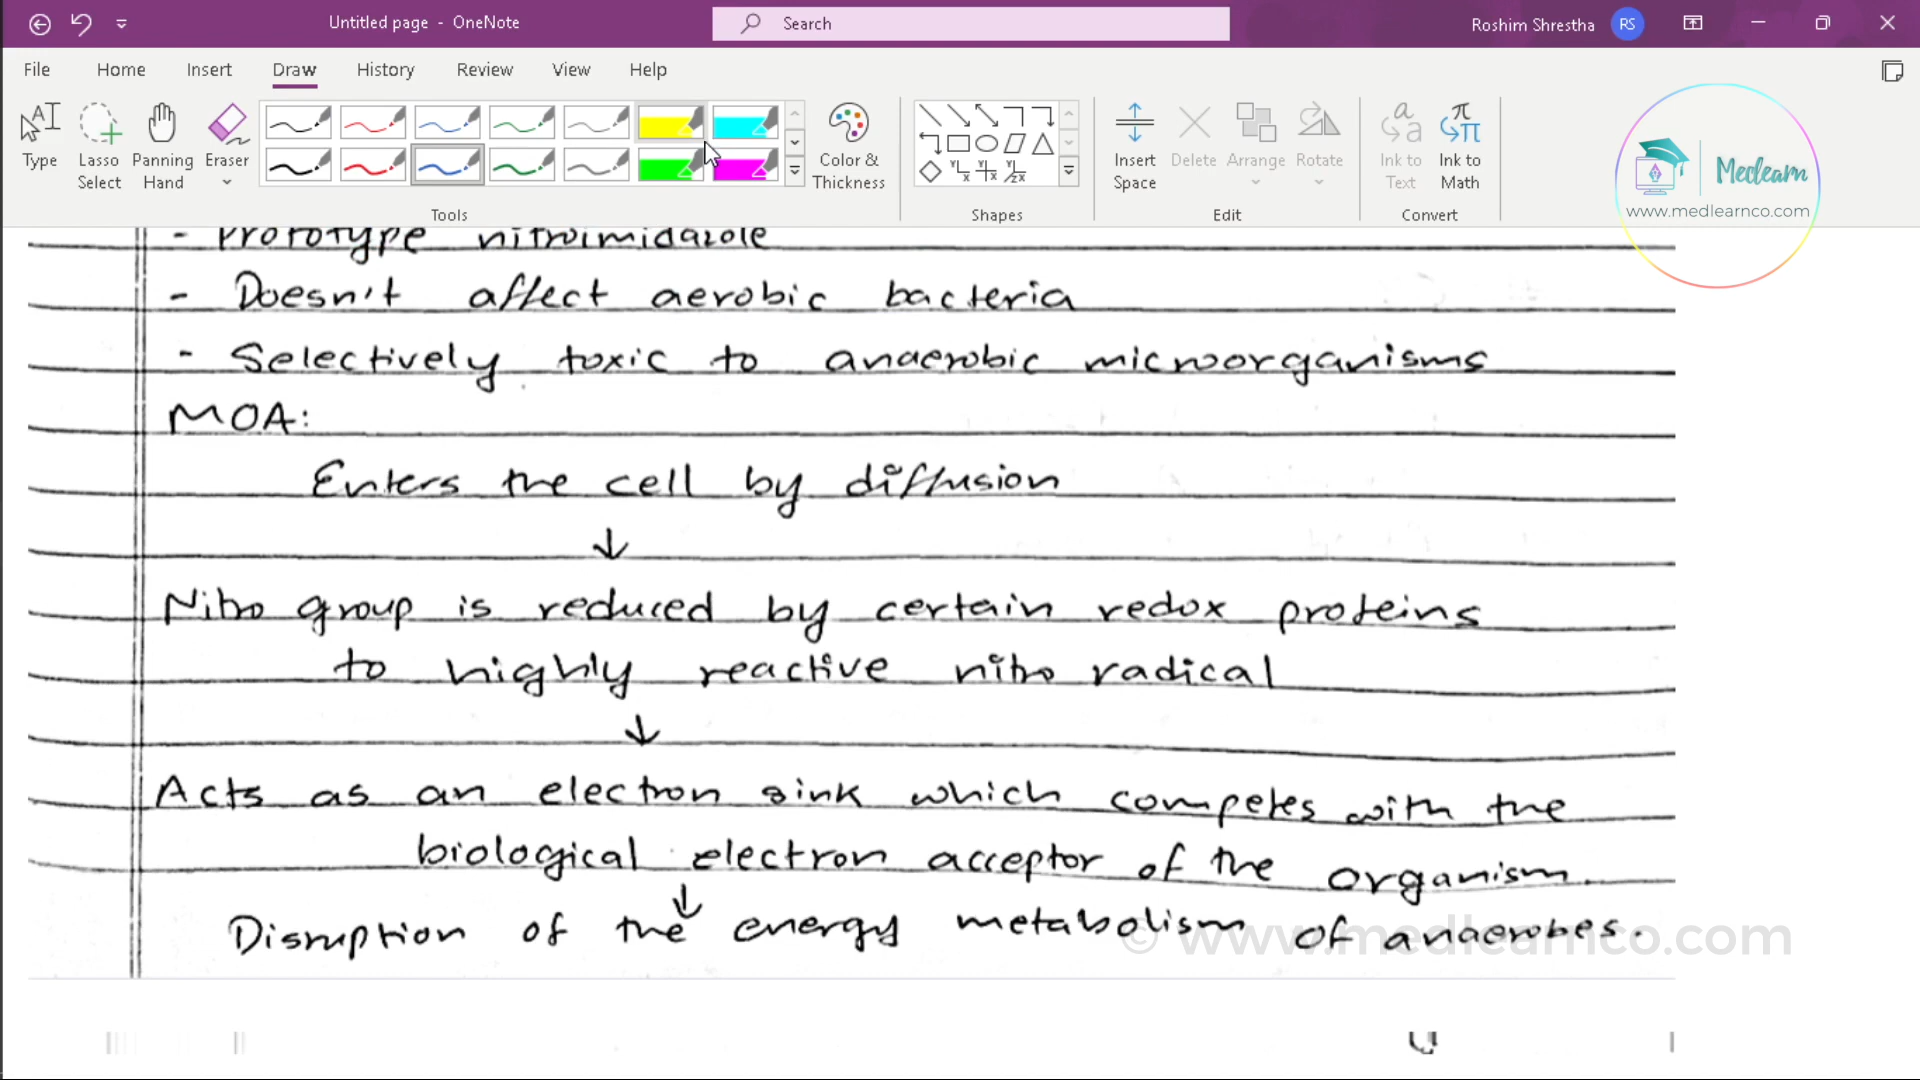 Untitled page - OneNote
Search
Roshim Shrestha
RS
File Home Insert Draw History Review View Help
Type
Lasso Select
Panning Hand
Eraser
Color & Thickness
Insert Space
Delete
Arrange
Rotate
Ink to Text
Ink to Math
Tools
Shapes
Edit
Convert
Medlearn
www.medlearnco.com
- Prototype nitroimidazole
- Doesn't affect aerobic bacteria
- Selectively toxic to anaerobic microorganisms
MOA:
Enters the cell by diffusion
↓
Nitro group is reduced by certain redox proteins
to highly reactive nitro radical
↓
Acts as an electron sink which competes with the
biological electron acceptor of the organism.
↓
Disruption of the energy metabolism of anaerobes.
© www.medlearnco.com